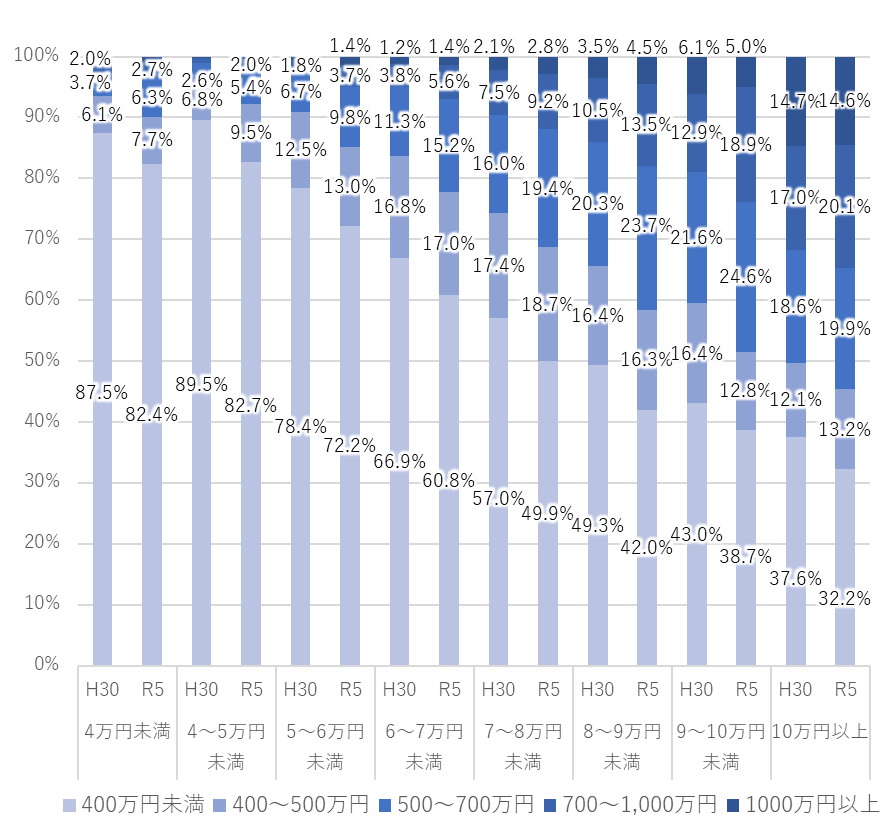 1.4% 1.2% 1.4% 2.1% 2.8% 3.5% 4.5% 6.1% 5.0%
100% 2.0% 2.7% 2.0% 1.8%
3.7% 6.3% 2.6% 5.4% 6.7% 3.7% 3.8% 5.6% 7.5% 9.2% 10.5% 13.5% 12.9% 18.9% 14.7% 14.6%
90% 6.1% 7.7% 6.8% 9.5% 12.5% 9.8% 11.3% 15.2% 16.0% 19.4% 20.3% 23.7% 21.6% 24.6% 17.0% 20.1%
80% 13.0% 16.8% 17.0% 17.4% 18.7% 16.4% 16.3% 16.4% 12.8% 18.6% 19.9%
70% 12.1% 13.2%
60%
50%
87.5% 82.4% 89.5% 82.7% 78.4% 72.2% 66.9% 60.8% 57.0% 49.9% 49.3% 42.0% 43.0% 38.7% 37.6% 32.2%
40%
30%
20%
10%
0%
H30 R5 H30 R5 H30 R5 H30 R5 H30 R5 H30 R5 H30 R5 H30 R5
4万円未満 4～5万円 5～6万円 6～7万円 7～8万円 8～9万円 9～10万円 10万円以上
未満 未満 未満 未満 未満 未満
400万円未満 400～500万円 500～700万円 700～1,000万円 1000万円以上